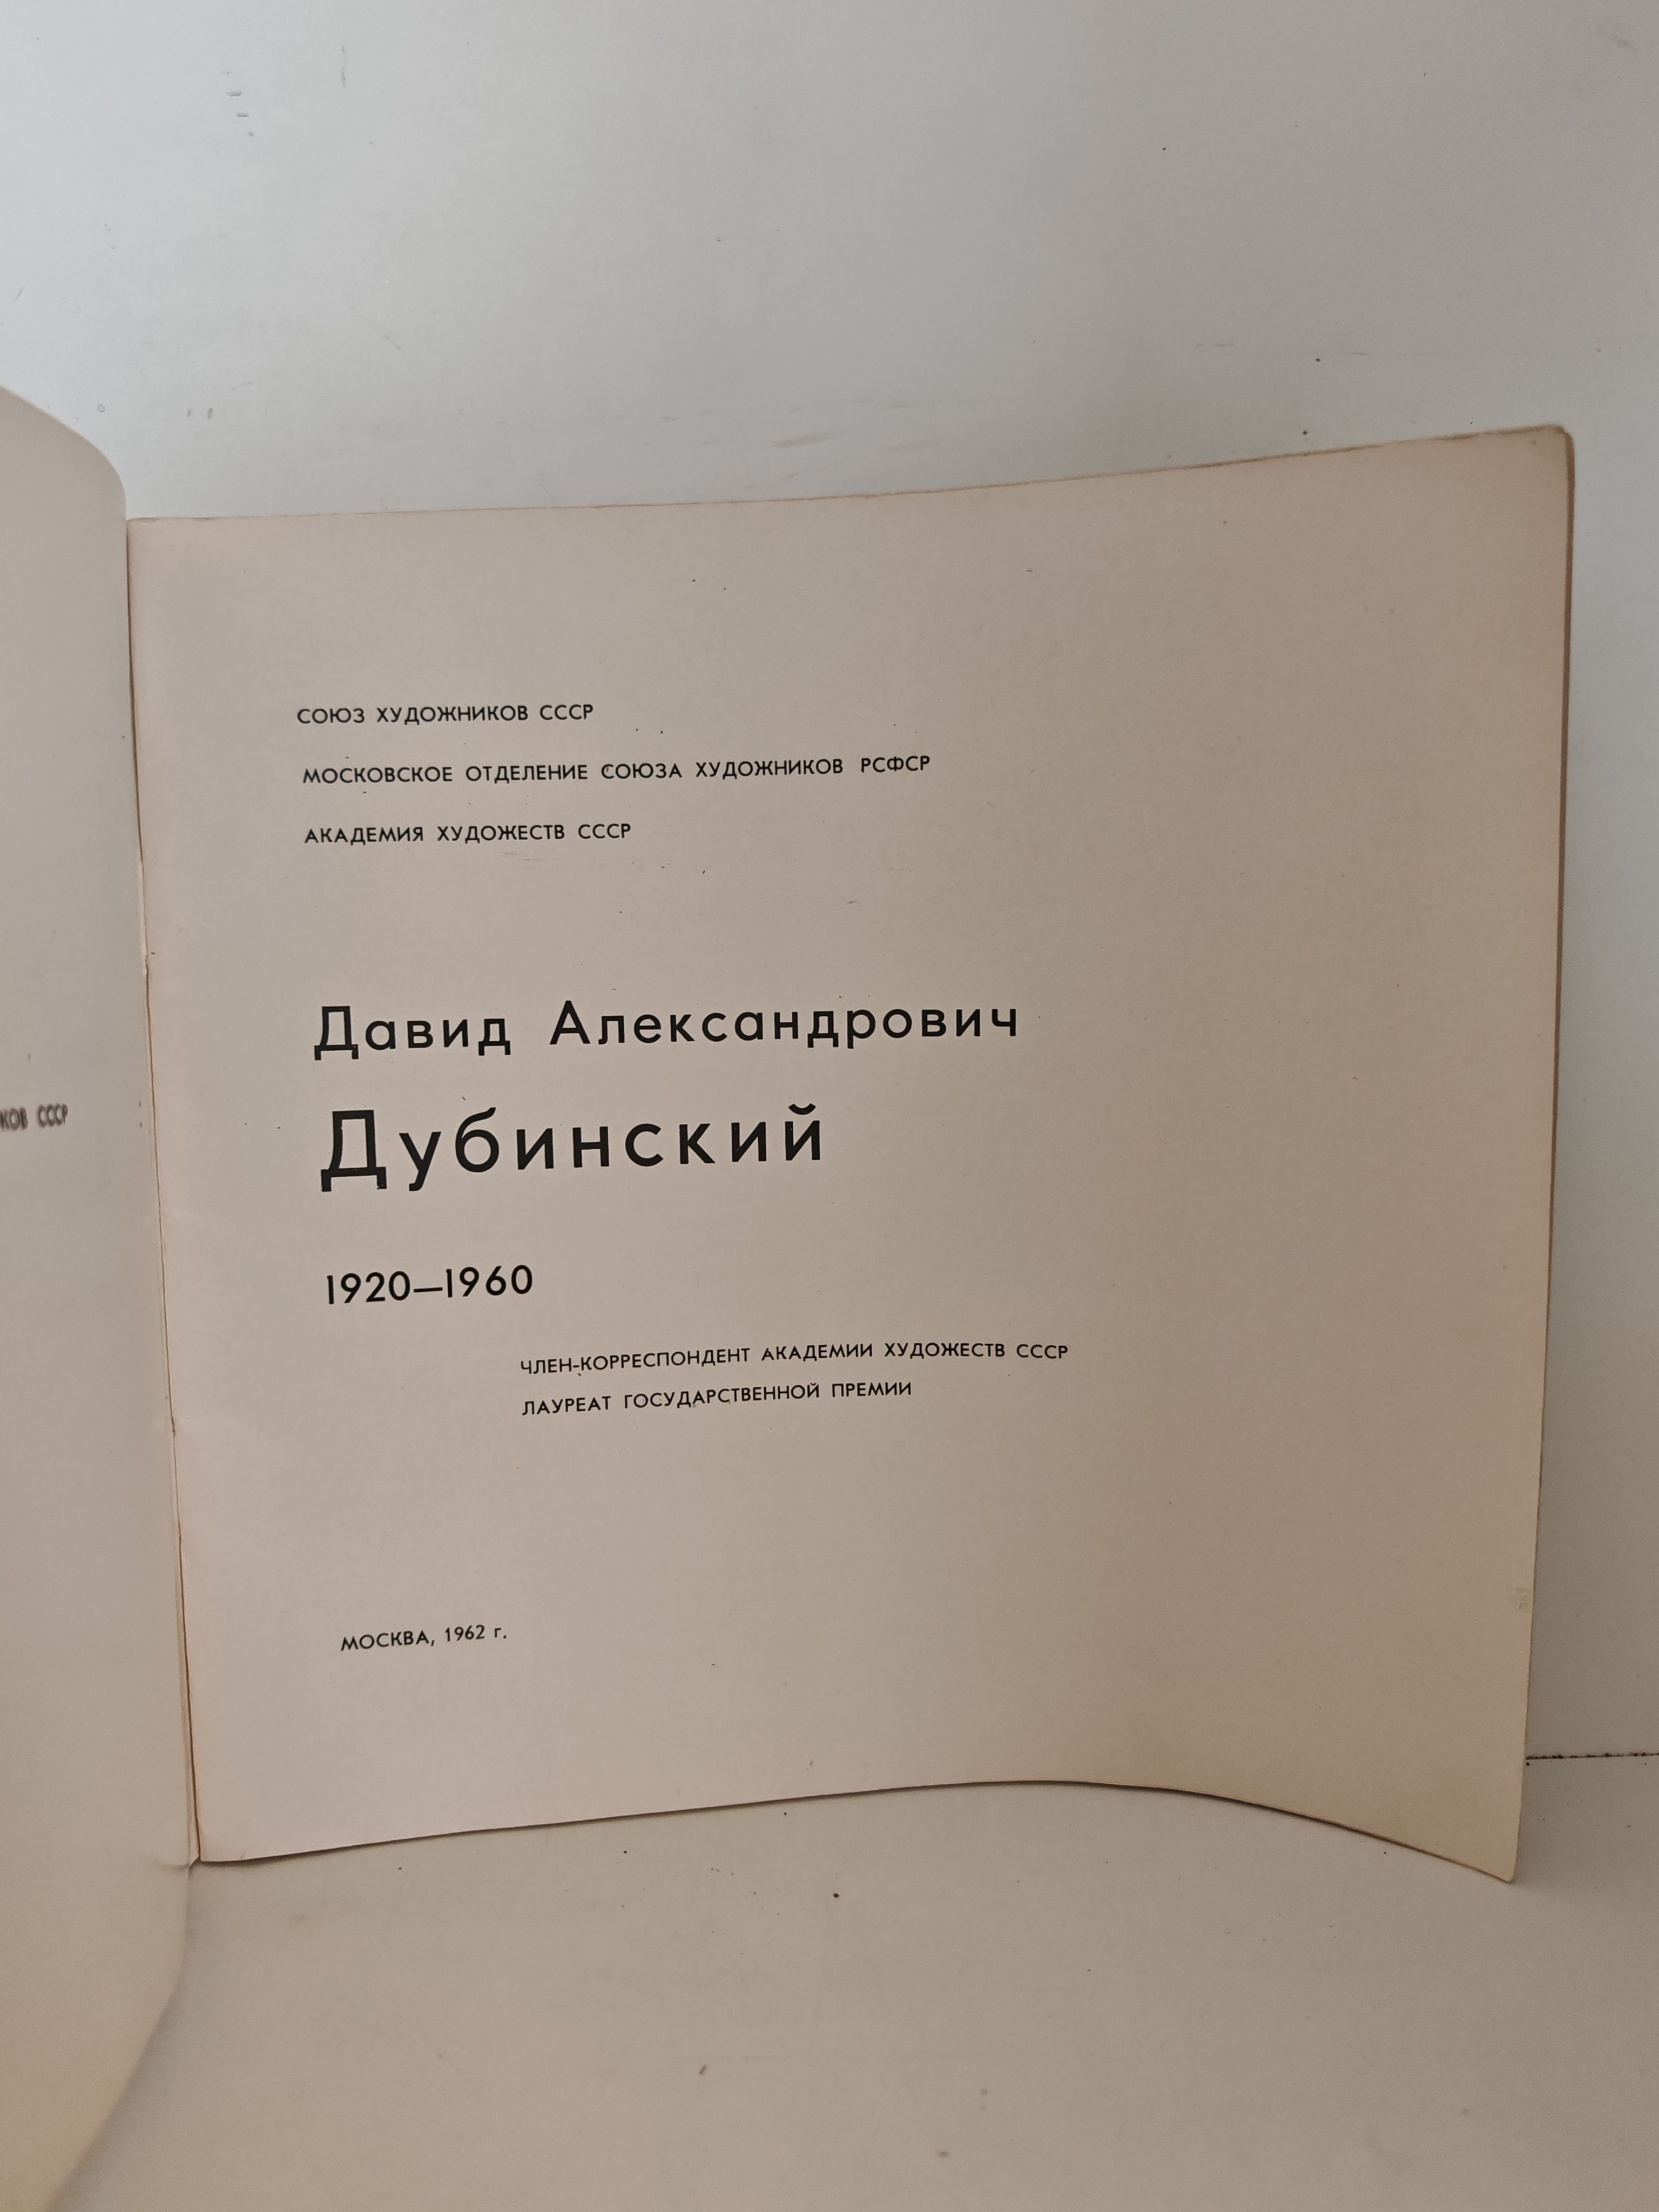 СОЮЗ ХУДОЖНИКОВ СССР
МОСКОВСКОЕ ОТДЕЛЕНИЕ СОЮЗА ХУДОЖНИКОВ РСФСР
АКАДЕМИЯ ХУДОЖЕСТВ СССР
Давид Александрович
Дубинский
1920—1960
ЧЛЕН-КОРРЕСПОНДЕНТ АКАДЕМИИ ХУДОЖЕСТВ СССР
ЛАУРЕАТ ГОСУДАРСТВЕННОЙ ПРЕМИИ
МОСКВА, 1962 г.
СССР